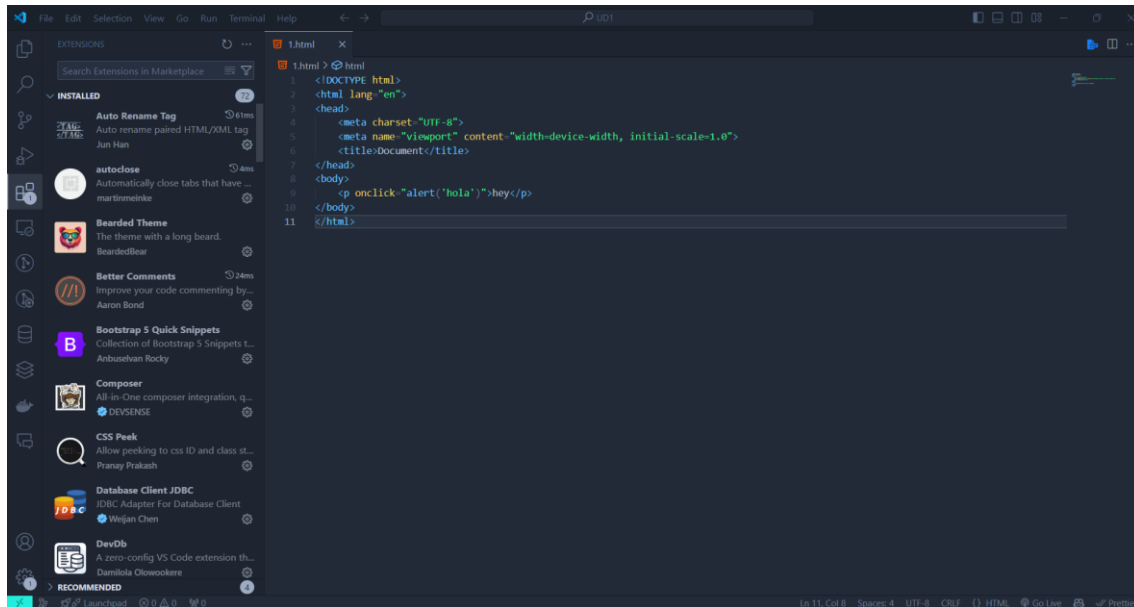 File Edit Selection View Go Run Terminal Help
UD1
EXTENSIONS
Search Extensions in Marketplace
INSTALLED 72
Auto Rename Tag 61ms
Auto rename paired HTML/XML tag
Jun Han
autoclose 4ms
Automatically close tabs that have ...
martinmeinke
Bearded Theme
The theme with a long beard.
BeardedBear
Better Comments 24ms
Improve your code commenting by...
Aaron Bond
Bootstrap 5 Quick Snippets
Collection of Bootstrap 5 Snippets t...
Anbuselvan Rocky
Composer
All-in-One composer integration, q...
DEVSENSE
CSS Peek
Allow peeking to css ID and class st...
Pranay Prakash
Database Client JDBC
JDBC Adapter For Database Client
Weijan Chen
DevDb
A zero-config VS Code extension th...
Damilola Olowookere
RECOMMENDED 4
1.html
1.html > html
1 <!DOCTYPE html>
2 <html lang="en">
3 <head>
4 <meta charset="UTF-8">
5 <meta name="viewport" content="width=device-width, initial-scale=1.0">
6 <title>Document</title>
7 </head>
8 <body>
9 <p onclick="alert('hola')">hey</p>
10 </body>
11 </html>
Launchpad 0 0 0
Ln 11, Col 8 Spaces: 4 UTF-8 CRLF {} HTML Go Live Prettie